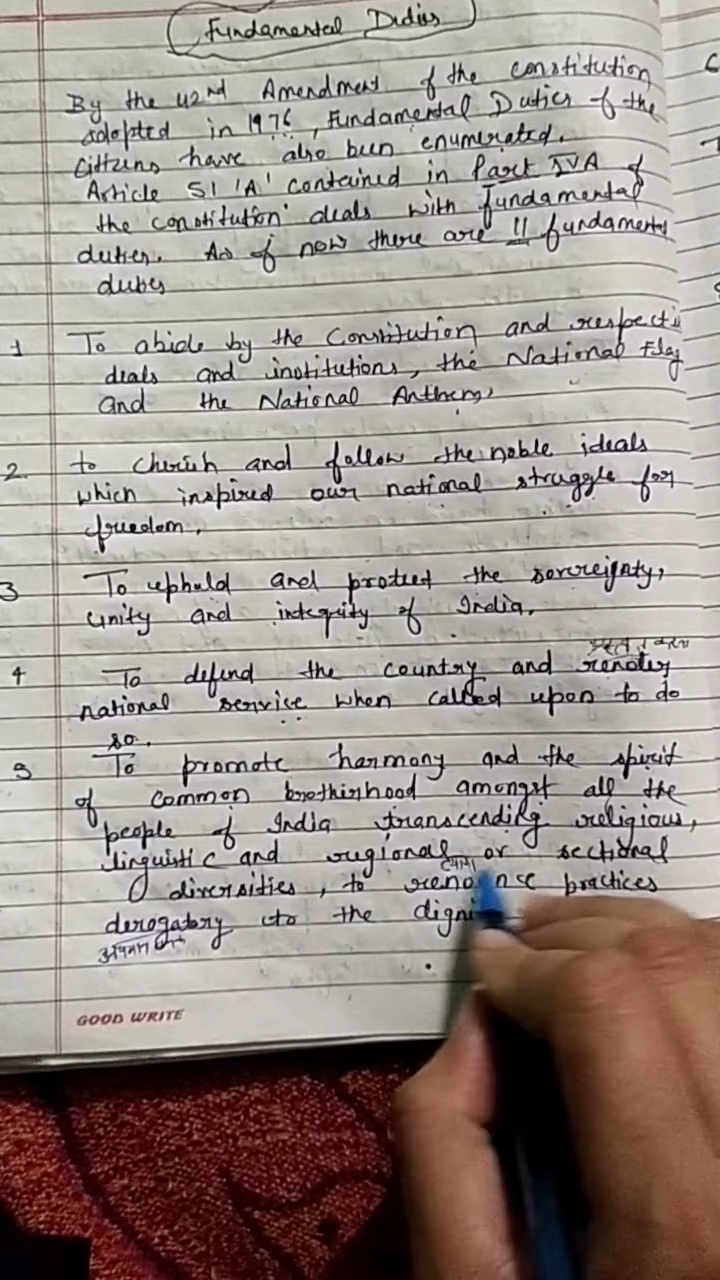 Fundamental Duties
By the 42nd Amendment of the constitution
adopted in 1976, Fundamental Duties of the
citizens have also been enumerated.
Article 51 'A' contained in Part IVA of
the constitution deals with fundamental
duties. As of now there are 11 fundamental
duties
1 To abide by the Constitution and respect
deals and institutions, the National Flag
and the National Anthem,
2. to cherish and follow the noble ideals
which inspired our national struggle for
freedom.
3 To uphold and protect the sovereignty,
unity and integrity of India.
4 To defend the country and render
national service when called upon to do
so.
5 To promote harmony and the spirit
of common brotherhood amongst all the
people of India transcending religious,
linguistic and regional or sectional
diversities, to renounce practices
derogatory to the
GOOD WRITE